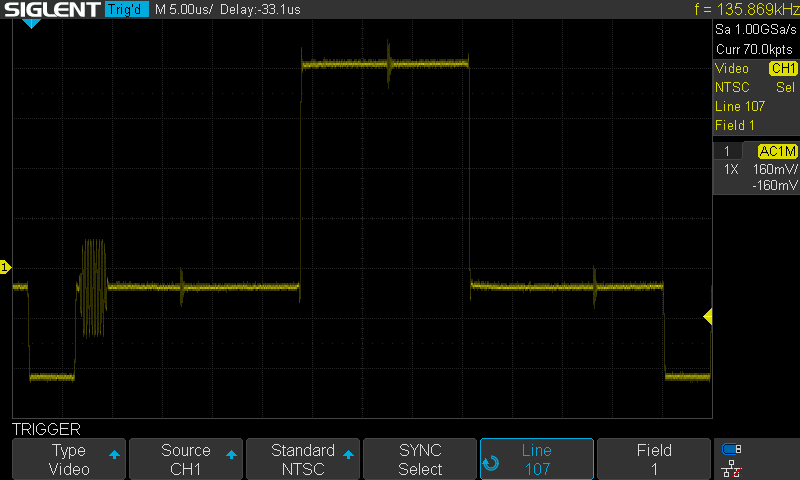 SIGLENT Trig'd M 5.00us/ Delay:-33.1us f = 135.869kHz
Sa 1.00GSa/s
Curr 70.0kpts
Video CH1
NTSC Sel
Line 107
Field 1
1 AC1M
1X 160mV/
-160mV
1
TRIGGER
Type
Video
Source
CH1
Standard
NTSC
SYNC
Select
Line
107
Field
1